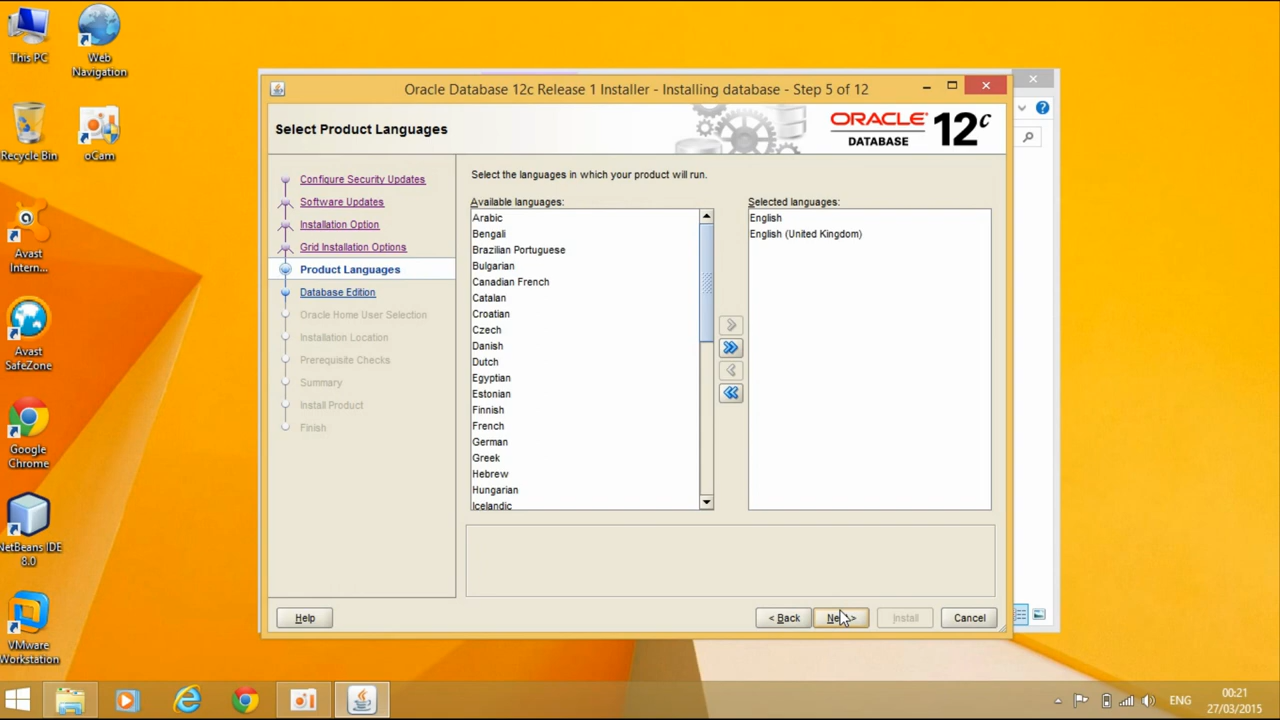 This PC
Web
Navigation
Recycle Bin
oCam
Avast
Intern...
Avast
SafeZone
Google
Chrome
NetBeans IDE
8.0
VMware
Workstation
Oracle Database 12c Release 1 Installer - Installing database - Step 5 of 12
Select Product Languages
ORACLE
DATABASE
12c
Configure Security Updates
Software Updates
Installation Option
Grid Installation Options
Product Languages
Database Edition
Oracle Home User Selection
Installation Location
Prerequisite Checks
Summary
Install Product
Finish
Select the languages in which your product will run.
Available languages:
Arabic
Bengali
Brazilian Portuguese
Bulgarian
Canadian French
Catalan
Croatian
Czech
Danish
Dutch
Egyptian
Estonian
Finnish
French
German
Greek
Hebrew
Hungarian
Icelandic
Selected languages:
English
English (United Kingdom)
Help
< Back
Install
Cancel
ENG
00:21
27/03/2015